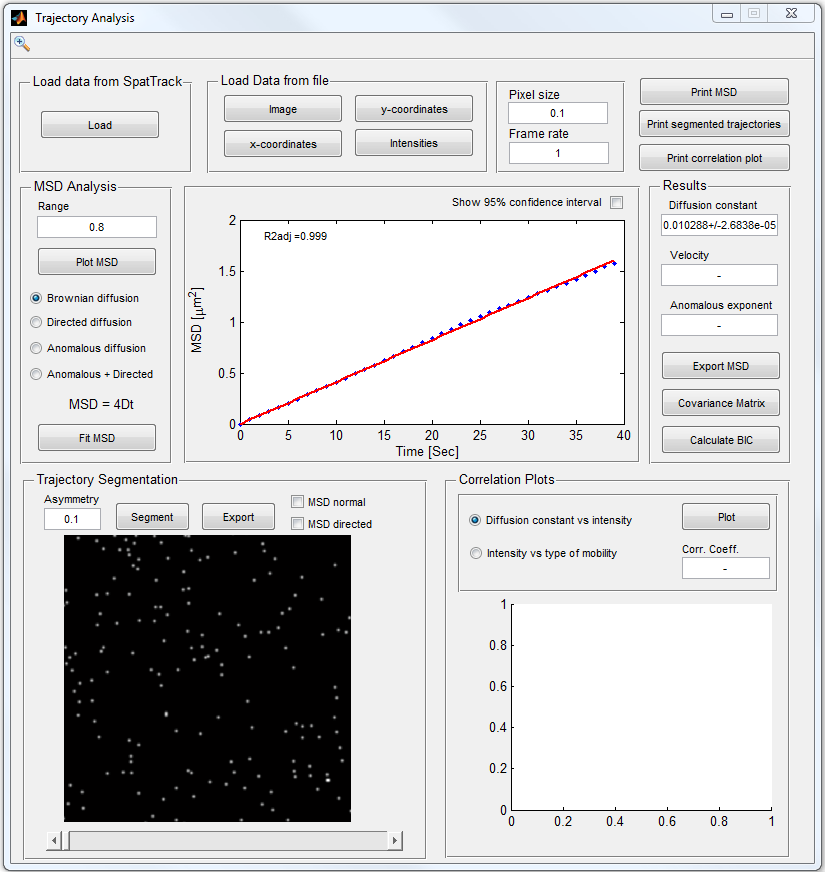 Trajectory Analysis
Load data from SpatTrack
Load
Load Data from file
Image
y-coordinates
x-coordinates
Intensities
Pixel size
0.1
Frame rate
1
Print MSD
Print segmented trajectories
Print correlation plot
MSD Analysis
Range
0.8
Plot MSD
Brownian diffusion
Directed diffusion
Anomalous diffusion
Anomalous + Directed
MSD = 4Dt
Fit MSD
Show 95% confidence interval
R2adj =0.999
MSD [μm²]
2
1.5
1
0.5
0
0 5 10 15 20 25 30 35 40
Time [Sec]
Results
Diffusion constant
0.010288+/-2.6838e-05
Velocity
-
Anomalous exponent
-
Export MSD
Covariance Matrix
Calculate BIC
Trajectory Segmentation
Asymmetry
0.1
Segment
Export
MSD normal
MSD directed
Correlation Plots
Diffusion constant vs intensity
Intensity vs type of mobility
Plot
Corr. Coeff.
-
1
0.8
0.6
0.4
0.2
0
0 0.2 0.4 0.6 0.8 1